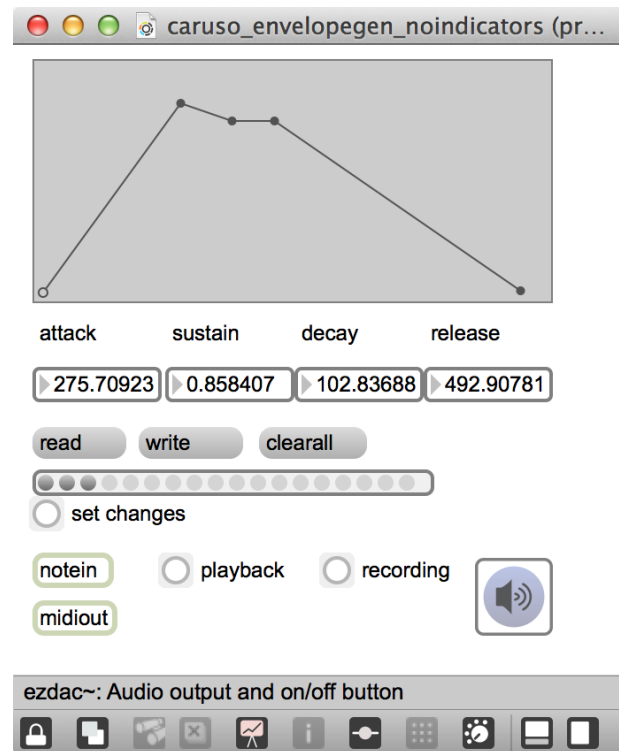 caruso_envelopegen_noindicators (pr...
attack sustain decay release
275.70923 0.858407 102.83688 492.90781
read write clearall
set changes
notein playback recording
midiout
ezdac~: Audio output and on/off button